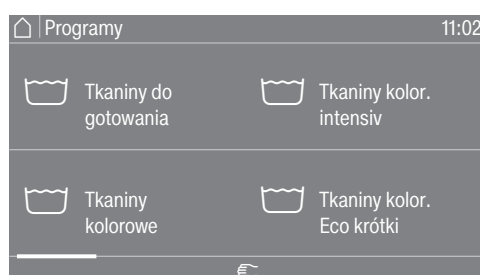 Programy 11:02
Tkaniny do
gotowania
Tkaniny kolor.
intensiv
Tkaniny
kolorowe
Tkaniny kolor.
Eco krótki